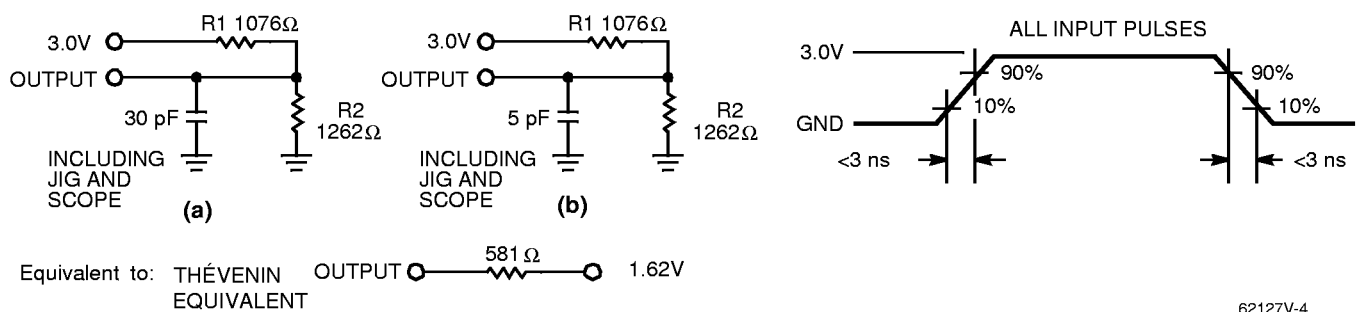 R1 1076Ω
3.0V
OUTPUT
30 pF
R2
1262Ω
INCLUDING
JIG AND
SCOPE
(a)
R1 1076Ω
3.0V
OUTPUT
5 pF
R2
1262Ω
INCLUDING
JIG AND
SCOPE
(b)
ALL INPUT PULSES
3.0V
90%
10%
GND
<3 ns
90%
10%
<3 ns
Equivalent to: THÉVENIN
EQUIVALENT
OUTPUT
581 Ω
1.62V
62127V-4